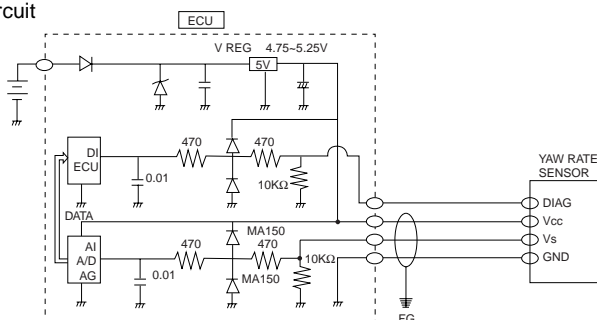 rcuit
ECU
V REG 4.75~5.25V
5V
DI
ECU
470
470
0.01
10KΩ
YAW RATE
SENSOR
DIAG
Vcc
Vs
GND
DATA
AI
A/D
AG
470
MA150
470
10KΩ
0.01
MA150
FG